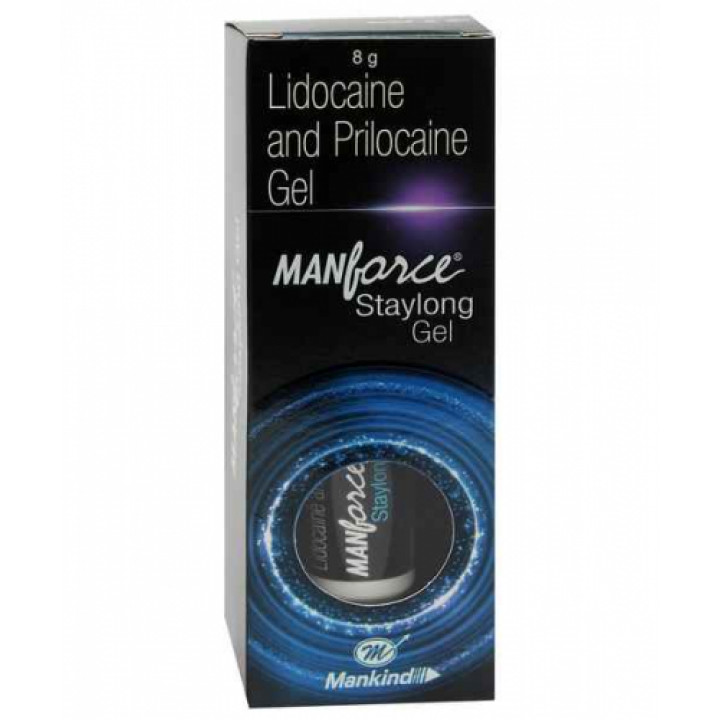 8 g
Lidocaine
and Prilocaine
Gel
MANforce®
Staylong
Gel
Lidocaine a
MANforce
Staylong
m
Mankind